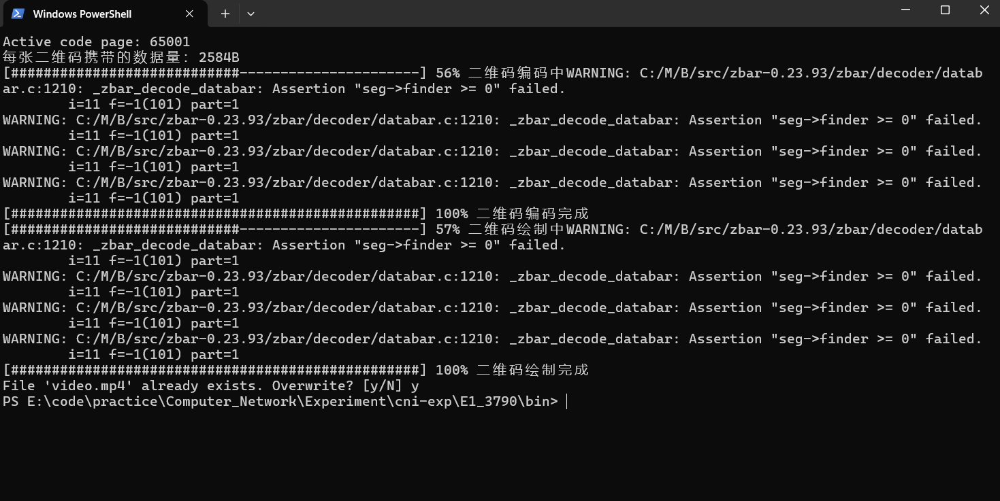 Windows PowerShell
Active code page: 65001
每张二维码携带的数据量: 2584B
[############################----------------------] 56% 二维码编码中WARNING: C:/M/B/src/zbar-0.23.93/zbar/decoder/datab
ar.c:1210: _zbar_decode_databar: Assertion "seg->finder >= 0" failed.
        i=11 f=-1(101) part=1
WARNING: C:/M/B/src/zbar-0.23.93/zbar/decoder/databar.c:1210: _zbar_decode_databar: Assertion "seg->finder >= 0" failed.
        i=11 f=-1(101) part=1
WARNING: C:/M/B/src/zbar-0.23.93/zbar/decoder/databar.c:1210: _zbar_decode_databar: Assertion "seg->finder >= 0" failed.
        i=11 f=-1(101) part=1
WARNING: C:/M/B/src/zbar-0.23.93/zbar/decoder/databar.c:1210: _zbar_decode_databar: Assertion "seg->finder >= 0" failed.
        i=11 f=-1(101) part=1
[##################################################] 100% 二维码编码完成
[############################----------------------] 57% 二维码绘制中WARNING: C:/M/B/src/zbar-0.23.93/zbar/decoder/datab
ar.c:1210: _zbar_decode_databar: Assertion "seg->finder >= 0" failed.
        i=11 f=-1(101) part=1
WARNING: C:/M/B/src/zbar-0.23.93/zbar/decoder/databar.c:1210: _zbar_decode_databar: Assertion "seg->finder >= 0" failed.
        i=11 f=-1(101) part=1
WARNING: C:/M/B/src/zbar-0.23.93/zbar/decoder/databar.c:1210: _zbar_decode_databar: Assertion "seg->finder >= 0" failed.
        i=11 f=-1(101) part=1
WARNING: C:/M/B/src/zbar-0.23.93/zbar/decoder/databar.c:1210: _zbar_decode_databar: Assertion "seg->finder >= 0" failed.
        i=11 f=-1(101) part=1
[##################################################] 100% 二维码绘制完成
File 'video.mp4' already exists. Overwrite? [y/N] y
PS E:\code\practice\Computer_Network\Experiment\cni-exp\E1_3790\bin>